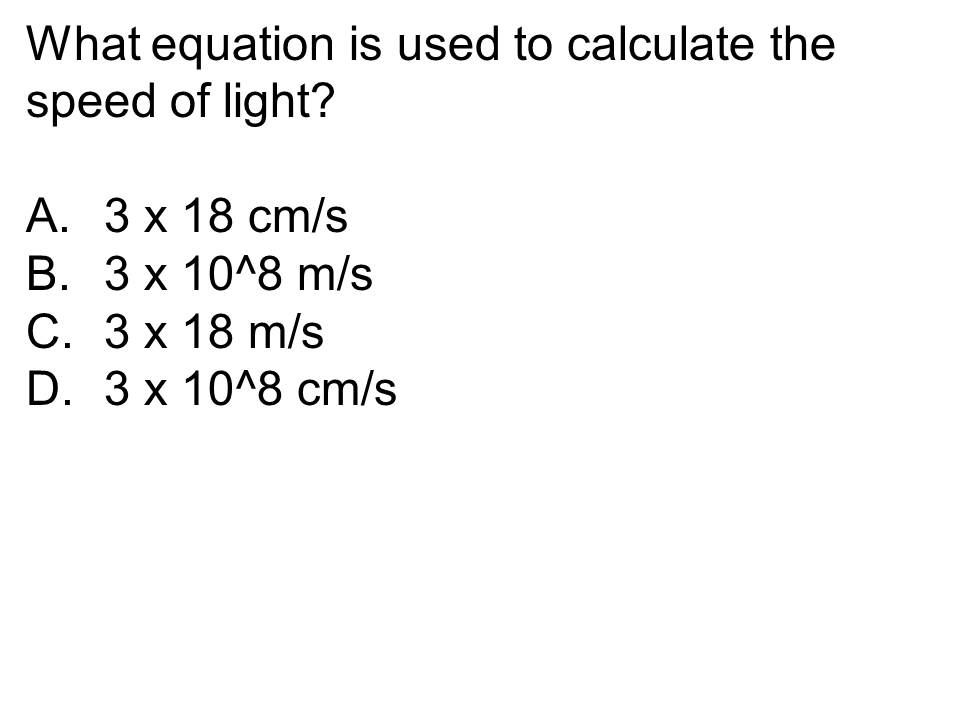 What equation is used to calculate the
speed of light?
A. 3 x 18 cm/s
B. 3 x 10^8 m/s
C. 3 x 18 m/s
D. 3 x 10^8 cm/s